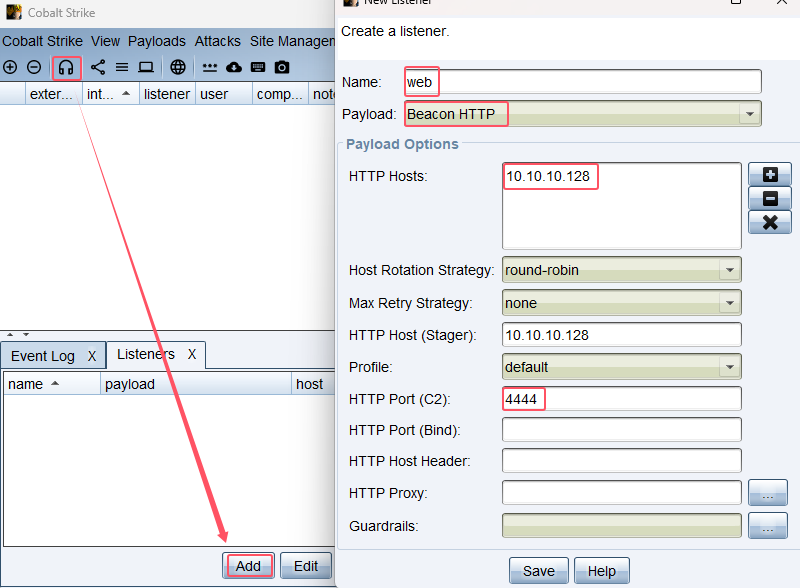 Cobalt Strike
Cobalt Strike View Payloads Attacks Site Managem
exter... int... listener user comp... note
Event Log X Listeners X
name payload host
Add Edit
New Listener
Create a listener.
Name: web
Payload: Beacon HTTP
Payload Options
HTTP Hosts: 10.10.10.128
Host Rotation Strategy: round-robin
Max Retry Strategy: none
HTTP Host (Stager): 10.10.10.128
Profile: default
HTTP Port (C2): 4444
HTTP Port (Bind):
HTTP Host Header:
HTTP Proxy: ...
Guardrails: ...
Save Help